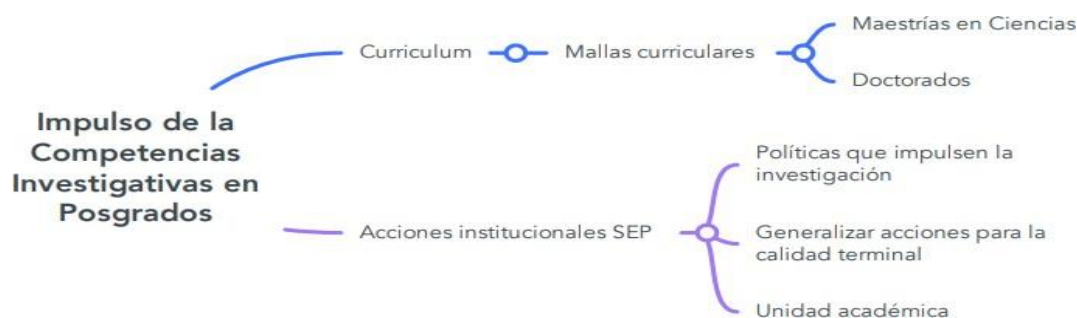 Impulso de la
Competencias
Investigativas en
Posgrados
Curriculum
Mallas curriculares
Maestrías en Ciencias
Doctorados
Acciones institucionales SEP
Políticas que impulsen la
investigación
Generalizar acciones para la
calidad terminal
Unidad académica